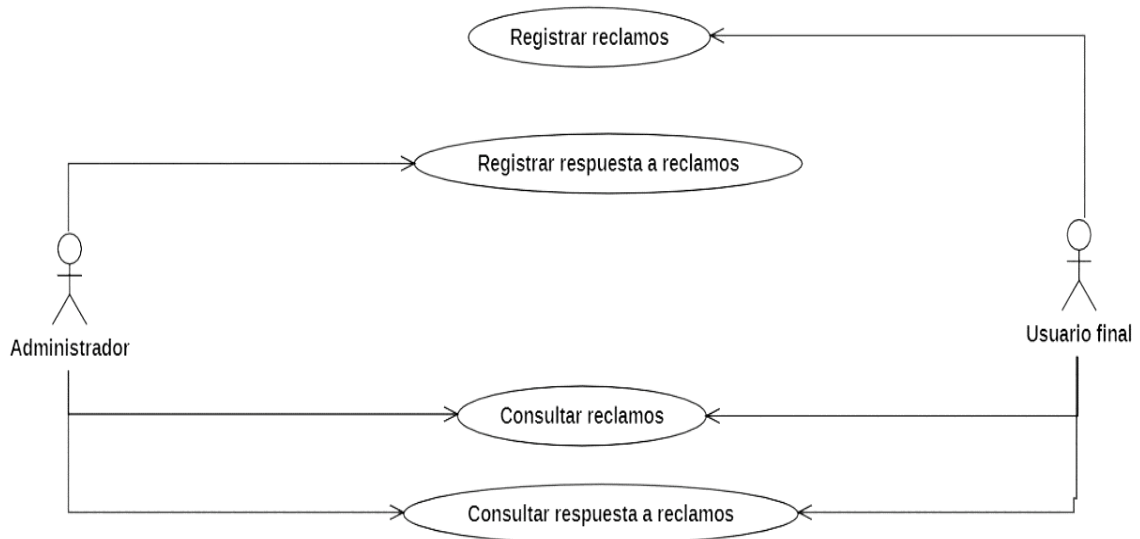 Registrar reclamos
Registrar respuesta a reclamos
Administrador
Usuario final
Consultar reclamos
Consultar respuesta a reclamos